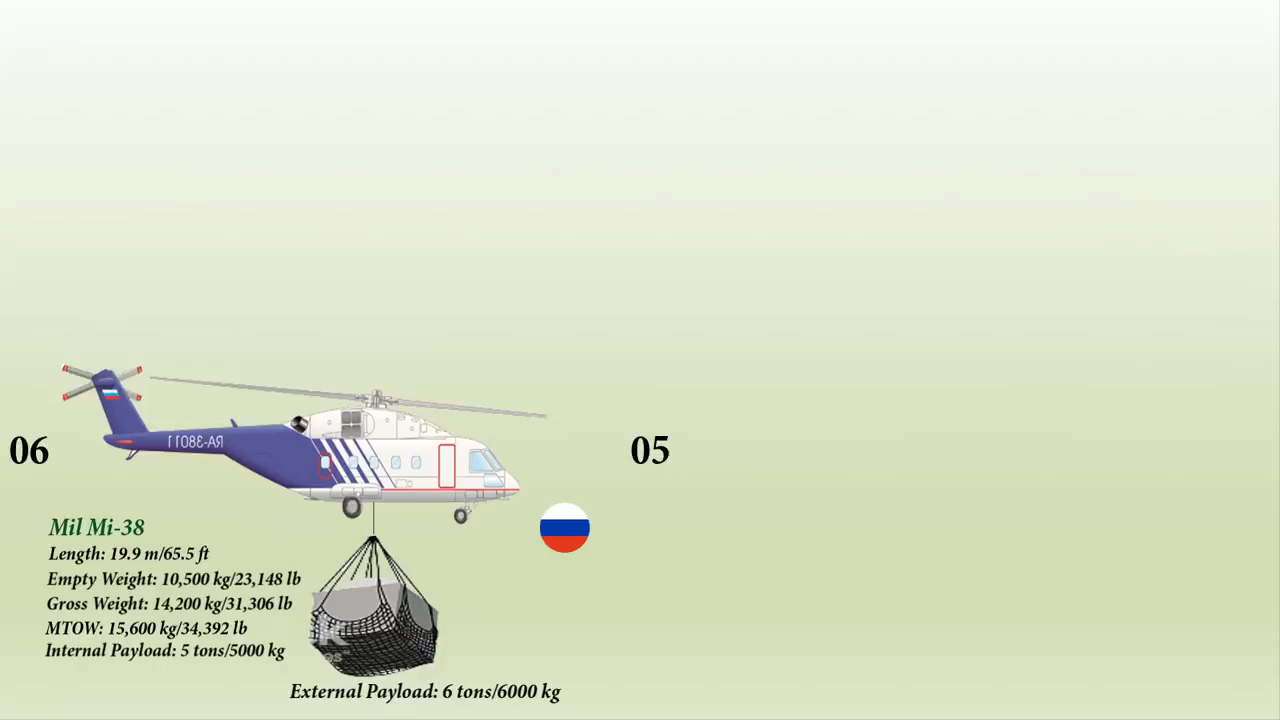 06
RA-38011
05
Mil Mi-38
Length: 19.9 m/65.5 ft
Empty Weight: 10,500 kg/23,148 lb
Gross Weight: 14,200 kg/31,306 lb
MTOW: 15,600 kg/34,392 lb
Internal Payload: 5 tons/5000 kg
External Payload: 6 tons/6000 kg